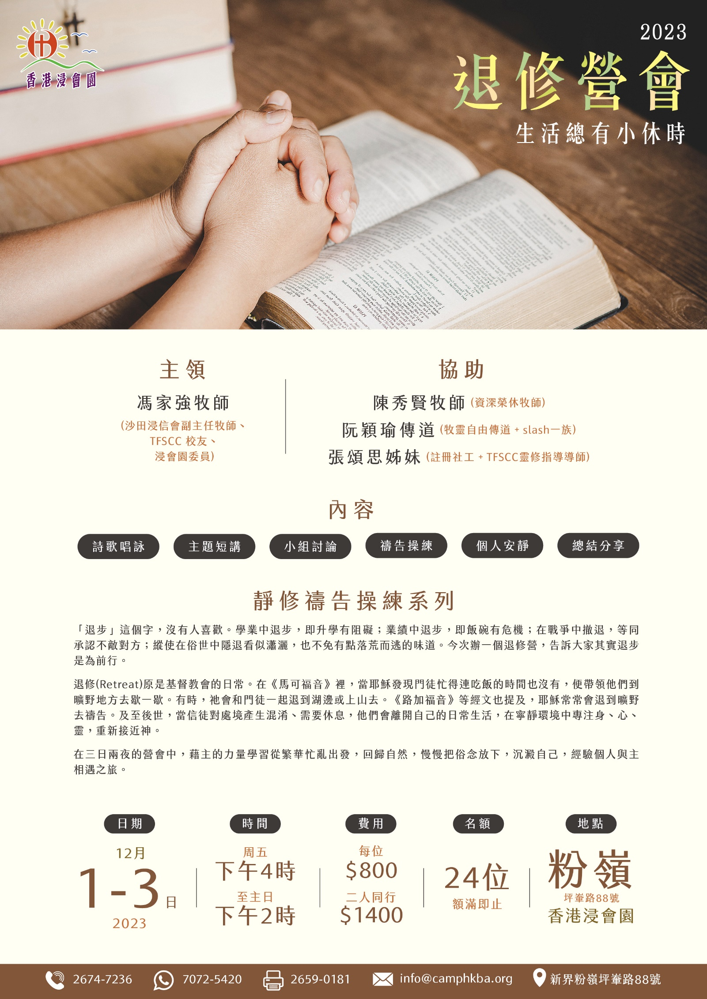 香港浸會園
2023
退修營會
生活總有小休時
主領
馮家強牧師
(沙田浸信會副主任牧師、
TFSCC 校友、
浸會園委員)
協助
陳秀賢牧師 (資深榮休牧師)
阮穎瑜傳道 (牧靈自由傳道 + slash一族)
張頌思姊妹 (註冊社工 + TFSCC靈修指導導師)
內容
詩歌唱詠 主題短講 小組討論 禱告操練 個人安靜 總結分享
靜修禱告操練系列
「退步」這個字，沒有人喜歡。學業中退步，即升學有阻礙；業績中退步，即飯碗有危機；在戰爭中撤退，等同
承認不敵對方；縱使在俗世中隱退看似瀟灑，也不免有點落荒而逃的味道。今次辦一個退修營，告訴大家其實退步
是為前行。
退修(Retreat)原是基督教會的日常。在《馬可福音》裡，當耶穌發現門徒忙得連吃飯的時間也沒有，便帶領他們到
曠野地方去歇一歇。有時，祂會和門徒一起退到湖邊或上山去。《路加福音》等經文也提及，耶穌常常會退到曠野
去禱告。及至後世，當信徒對處境產生混淆、需要休息，他們會離開自己的日常生活，在寧靜環境中專注身、心、
靈，重新接近神。
在三日兩夜的營會中，藉主的力量學習從繁華忙亂出發，回歸自然，慢慢把俗念放下，沉澱自己，經驗個人與主
相遇之旅。
日期
12月
1-3日
2023
時間
周五
下午4時
至主日
下午2時
費用
每位
$800
二人同行
$1400
名額
24位
額滿即止
地點
粉嶺
坪輋路88號
香港浸會園
2674-7236 7072-5420 2659-0181 info@camphkba.org 新界粉嶺坪輋路88號